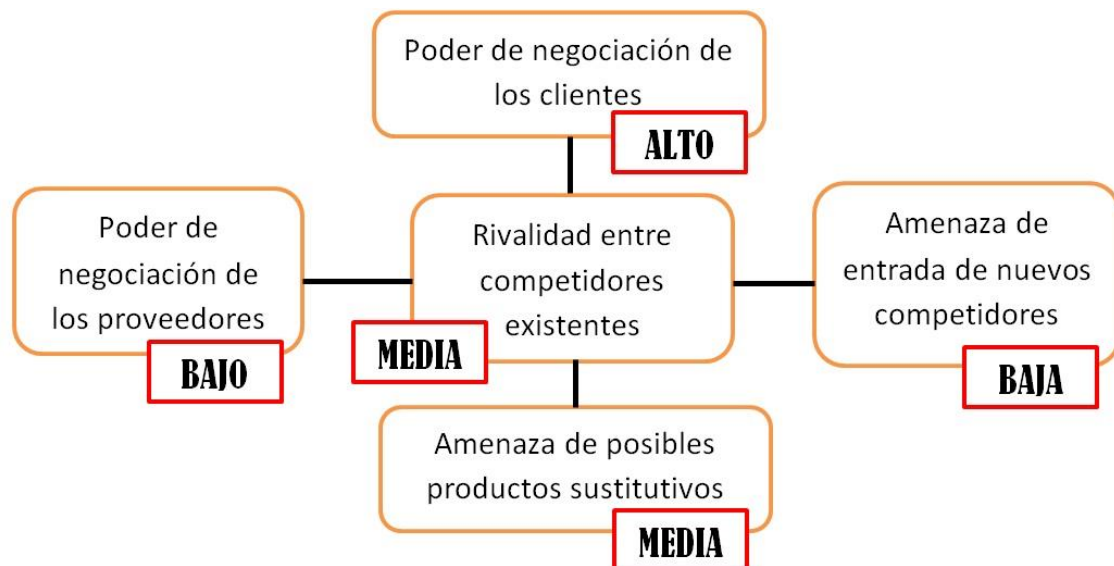 Poder de negociación de
los clientes
ALTO
Poder de
negociación de
los proveedores
BAJO
Rivalidad entre
competidores
existentes
MEDIA
Amenaza de
entrada de nuevos
competidores
BAJA
Amenaza de posibles
productos sustitutivos
MEDIA